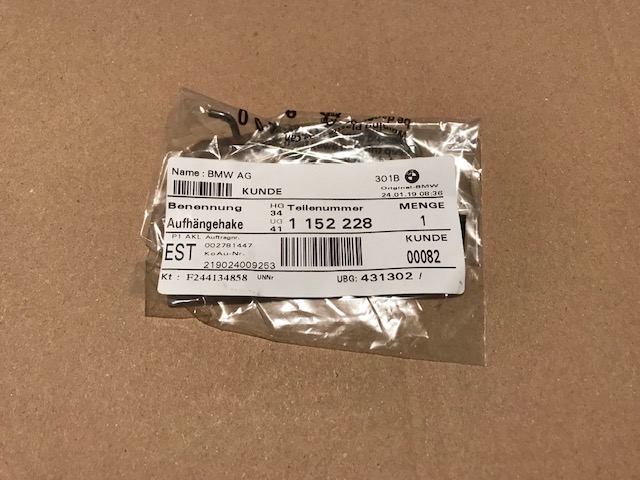 Name : BMW AG
301B
BMW
KUNDE
Original-BMW
24.01.19 08:36
Benennung HG Teilenummer MENGE
34
Aufhängehake UG 1 152 228 1
41
P1 AKL Auftragnr. KUNDE
EST 002781447
KoAu-Nr. 00082
219024009253
Kt : F244134858 UNNr UBG: 431302 /